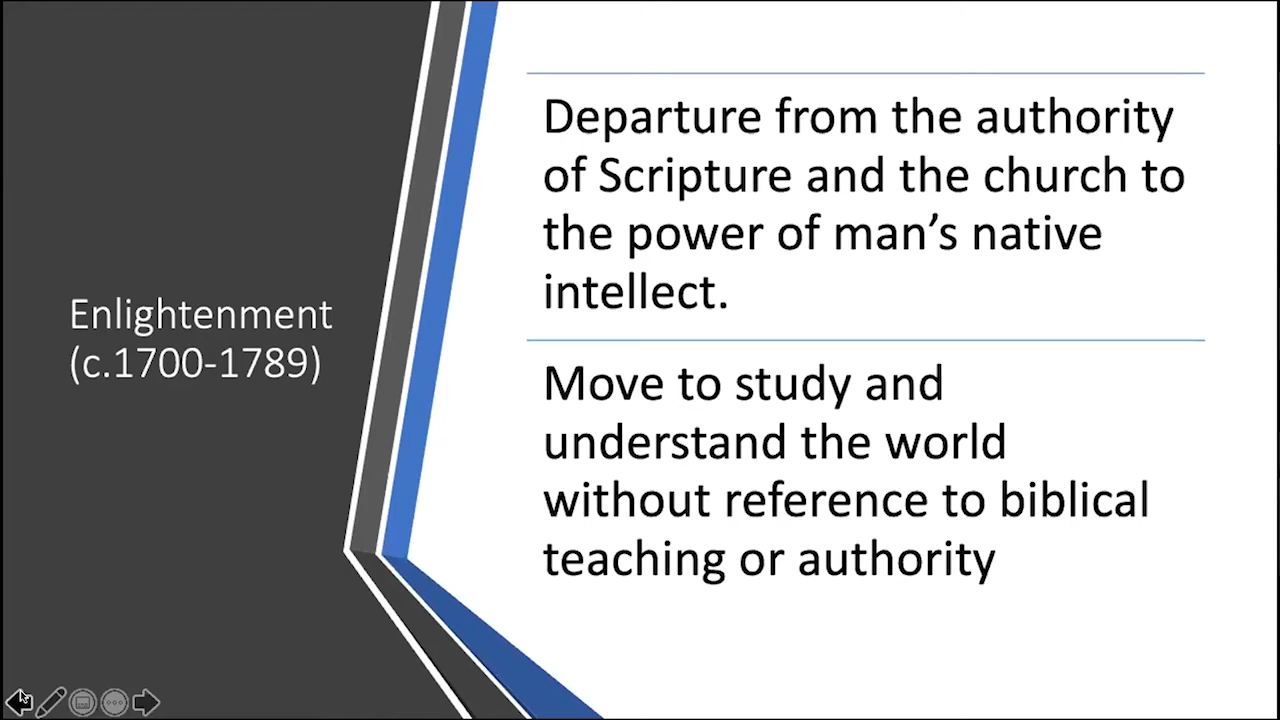 Enlightenment
(c.1700-1789)
Departure from the authority
of Scripture and the church to
the power of man’s native
intellect.
Move to study and
understand the world
without reference to biblical
teaching or authority